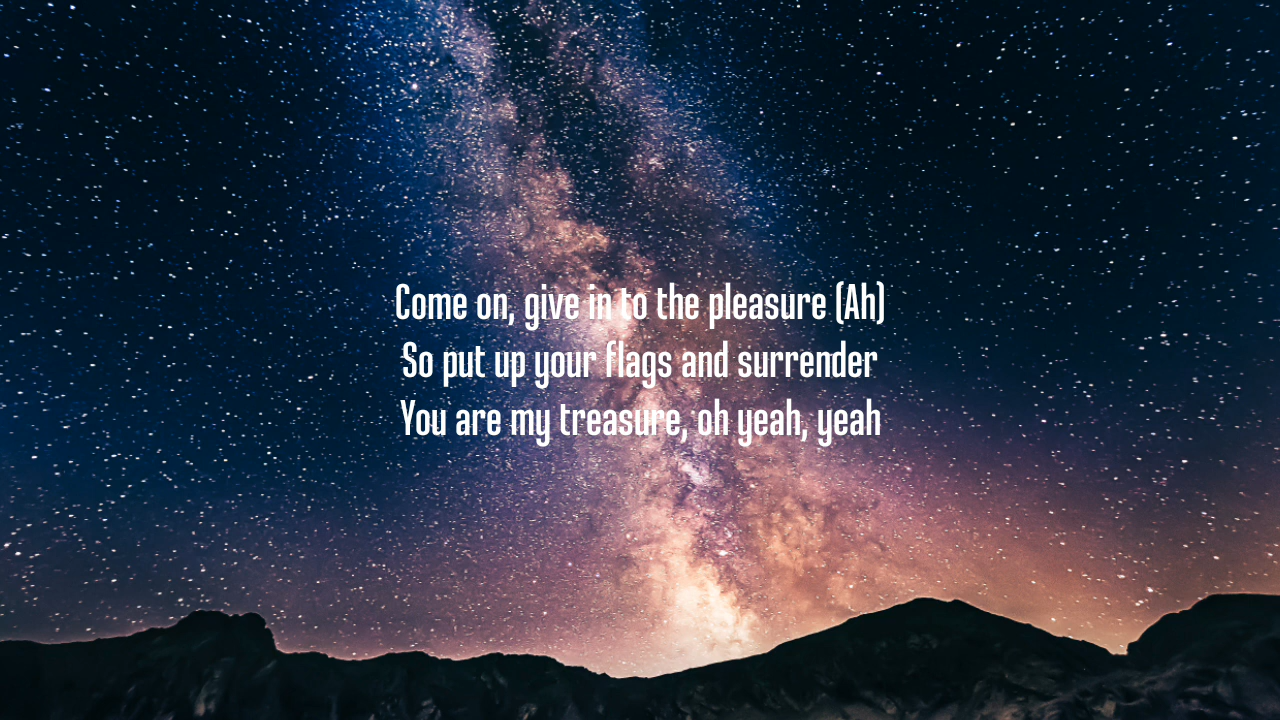 Come on, give in to the pleasure (Ah)
So put up your flags and surrender
You are my treasure, oh yeah, yeah